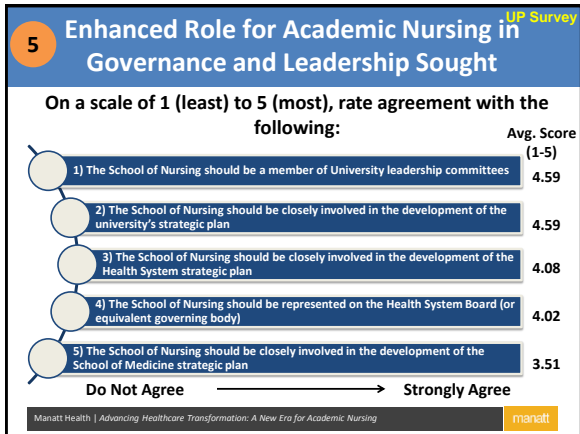 UP Survey
5
Enhanced Role for Academic Nursing in
Governance and Leadership Sought
On a scale of 1 (least) to 5 (most), rate agreement with the
following:
Avg. Score
(1-5)
1) The School of Nursing should be a member of University leadership committees
4.59
2) The School of Nursing should be closely involved in the development of the
university's strategic plan
4.59
3) The School of Nursing should be closely involved in the development of the
Health System strategic plan
4.08
4) The School of Nursing should be represented on the Health System Board (or
equivalent governing body)
4.02
5) The School of Nursing should be closely involved in the development of the
School of Medicine strategic plan
3.51
Do Not Agree Strongly Agree
Manatt Health | Advancing Healthcare Transformation: A New Era for Academic Nursing
manatt